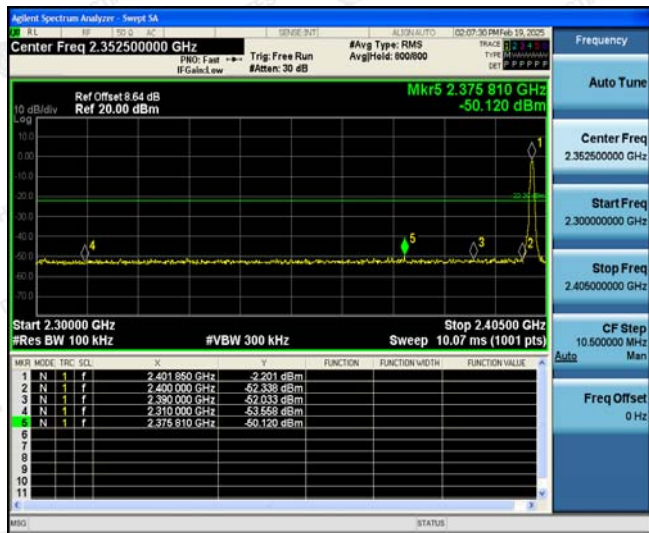 Agilent Spectrum Analyzer - Swept SA
RL RF 50 Ω AC SENSE:INT ALIGNAUTO 02:07:30 PM Feb 19, 2025
Center Freq 2.352500000 GHz #Avg Type: RMS TRACE 1 2 3 4 5 6
PNO: Fast Trig: Free Run Avg|Hold: 800/800 TYPE
IFGain:Low #Atten: 30 dB DET P P P P P P
Mkr5 2.375 810 GHz
-50.120 dBm
Ref Offset 8.64 dB
10 dB/div Ref 20.00 dBm
Log
10.0
0.00
-10.0
-20.0
-30.0
-40.0
-50.0
-60.0
-70.0
1
2
3
4
5
Start 2.30000 GHz Stop 2.40500 GHz
#Res BW 100 kHz #VBW 300 kHz Sweep 10.07 ms (1001 pts)
MKR MODE TRC SCL X Y FUNCTION FUNCTION WIDTH FUNCTION VALUE
1 N 1 f 2.401 850 GHz -2.201 dBm
2 N 1 f 2.400 000 GHz -52.338 dBm
3 N 1 f 2.390 000 GHz -52.033 dBm
4 N 1 f 2.310 000 GHz -53.558 dBm
5 N 1 f 2.375 810 GHz -50.120 dBm
6
7
8
9
10
11
MSG STATUS
Frequency
Auto Tune
Center Freq
2.352500000 GHz
Start Freq
2.300000000 GHz
Stop Freq
2.405000000 GHz
CF Step
10.500000 MHz
Auto Man
Freq Offset
0 Hz